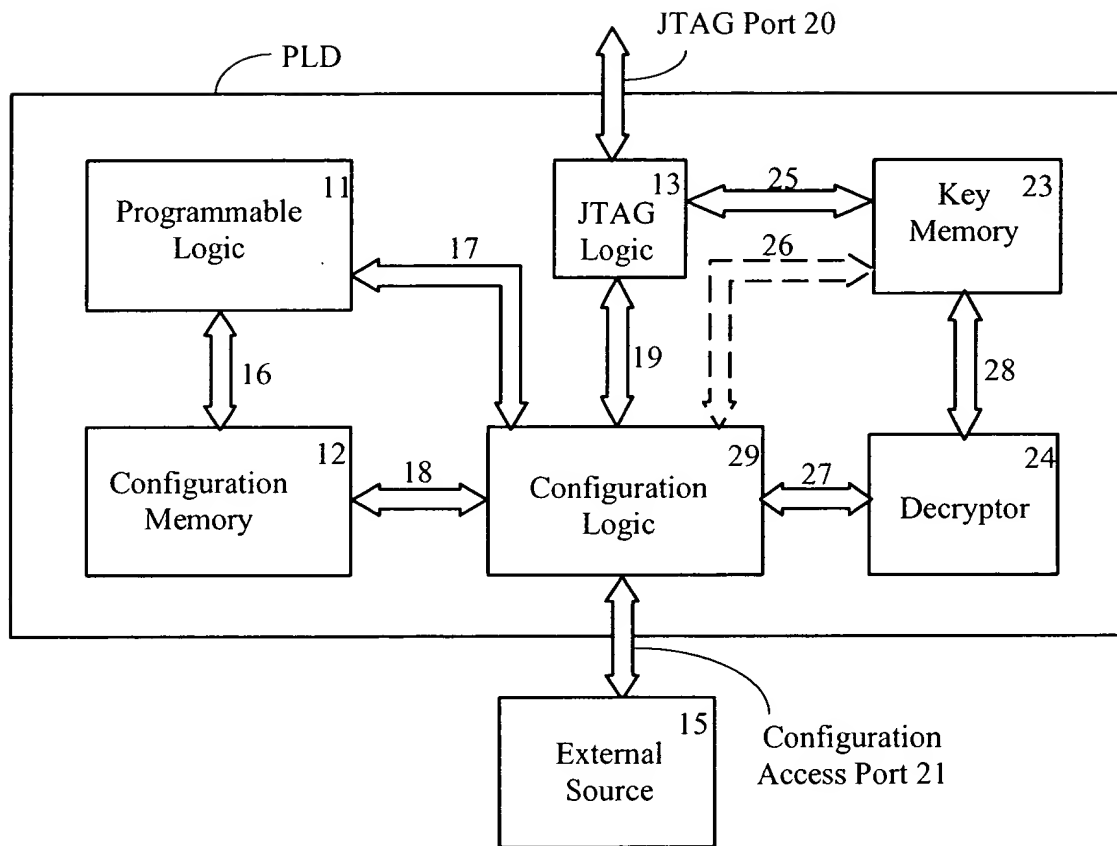 JTAG Port 20
PLD
11
Programmable
Logic
13
JTAG
Logic
25
23
Key
Memory
17
26
16
19
28
12
Configuration
Memory
18
29
Configuration
Logic
27
24
Decryptor
15
External
Source
Configuration
Access Port 21